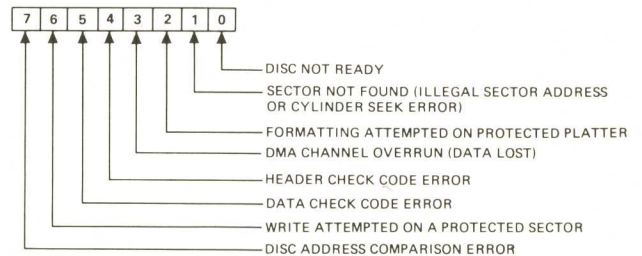 7 6 5 4 3 2 1 0
DISC NOT READY
SECTOR NOT FOUND (ILLEGAL SECTOR ADDRESS
OR CYLINDER SEEK ERROR)
FORMATTING ATTEMPTED ON PROTECTED PLATTER
DMA CHANNEL OVERRUN (DATA LOST)
HEADER CHECK CODE ERROR
DATA CHECK CODE ERROR
WRITE ATTEMPTED ON A PROTECTED SECTOR
DISC ADDRESS COMPARISON ERROR